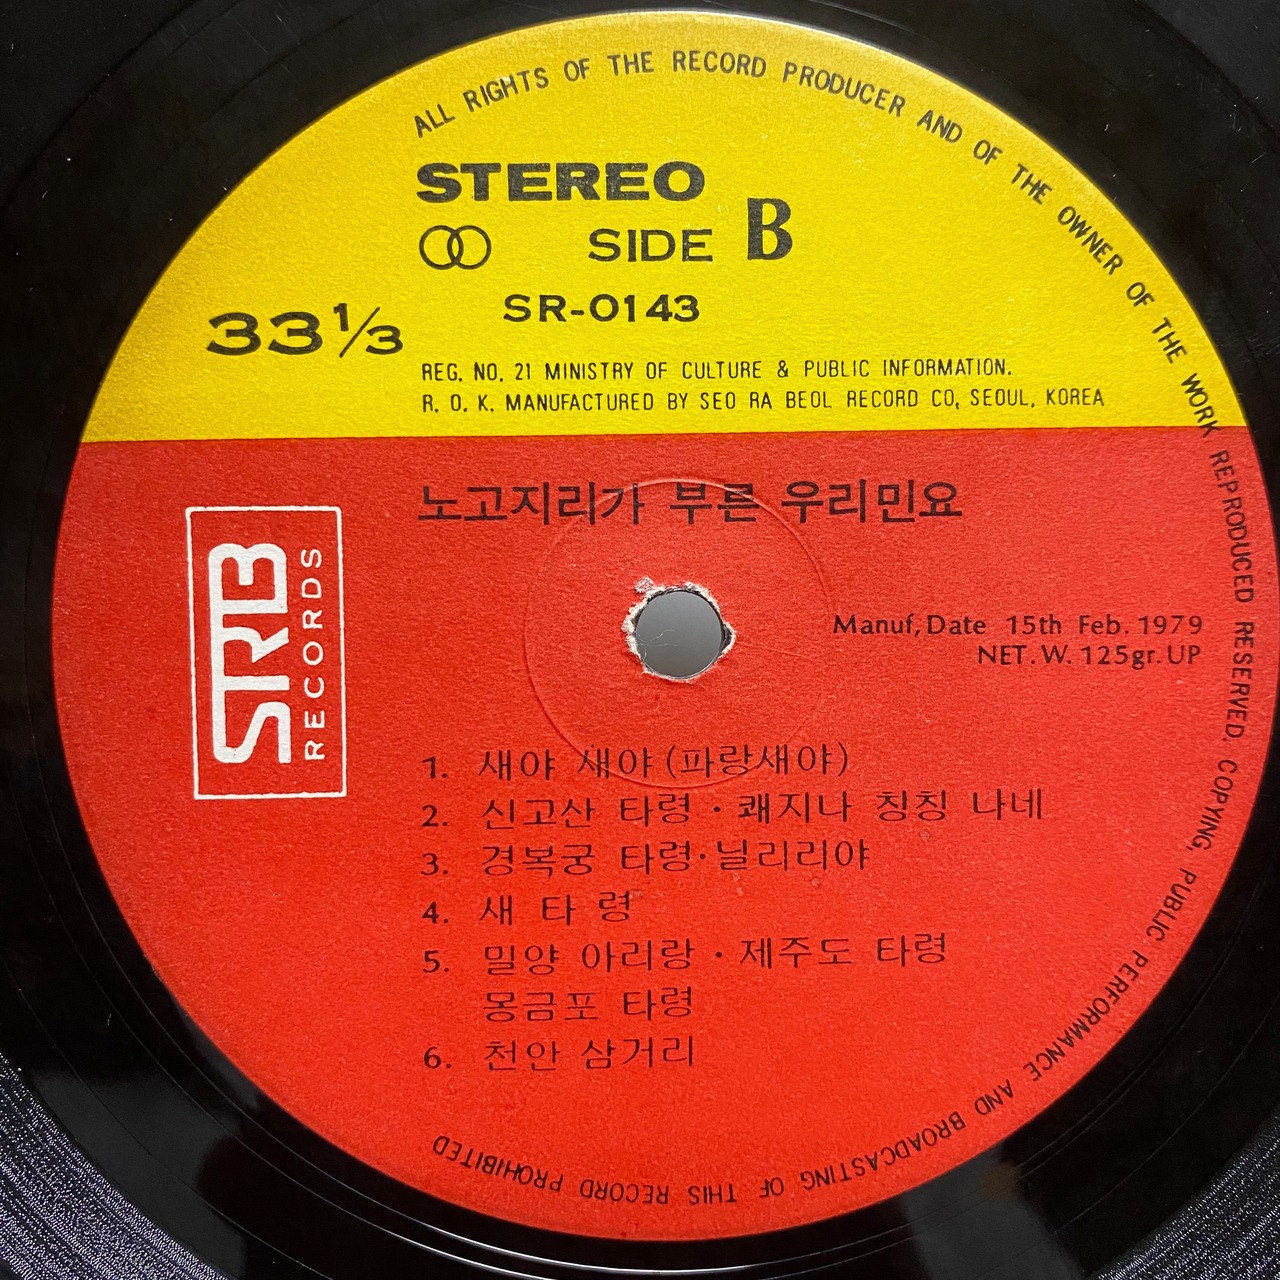 ALL RIGHTS OF THE RECORD PRODUCER AND OF THE OWNER OF THE WORK REPRODUCED RESERVED. COPYING, PUBLIC PERFORMANCE AND BROADCASTING OF THIS RECORD PROHIBITED
STEREO
SIDE B
SR-0143
33 1/3
REG. NO. 21 MINISTRY OF CULTURE & PUBLIC INFORMATION.
R. O. K. MANUFACTURED BY SEO RA BEOL RECORD CO, SEOUL, KOREA
노고지리가 부른 우리민요
SRB
RECORDS
Manuf, Date 15th Feb. 1979
NET. W. 125gr. UP
1. 새야 새야 (파랑새야)
2. 신고산 타령 · 쾌지나 칭칭 나네
3. 경복궁 타령·닐리리야
4. 새 타 령
5. 밀양 아리랑 · 제주도 타령
몽금포 타령
6. 천안 삼거리